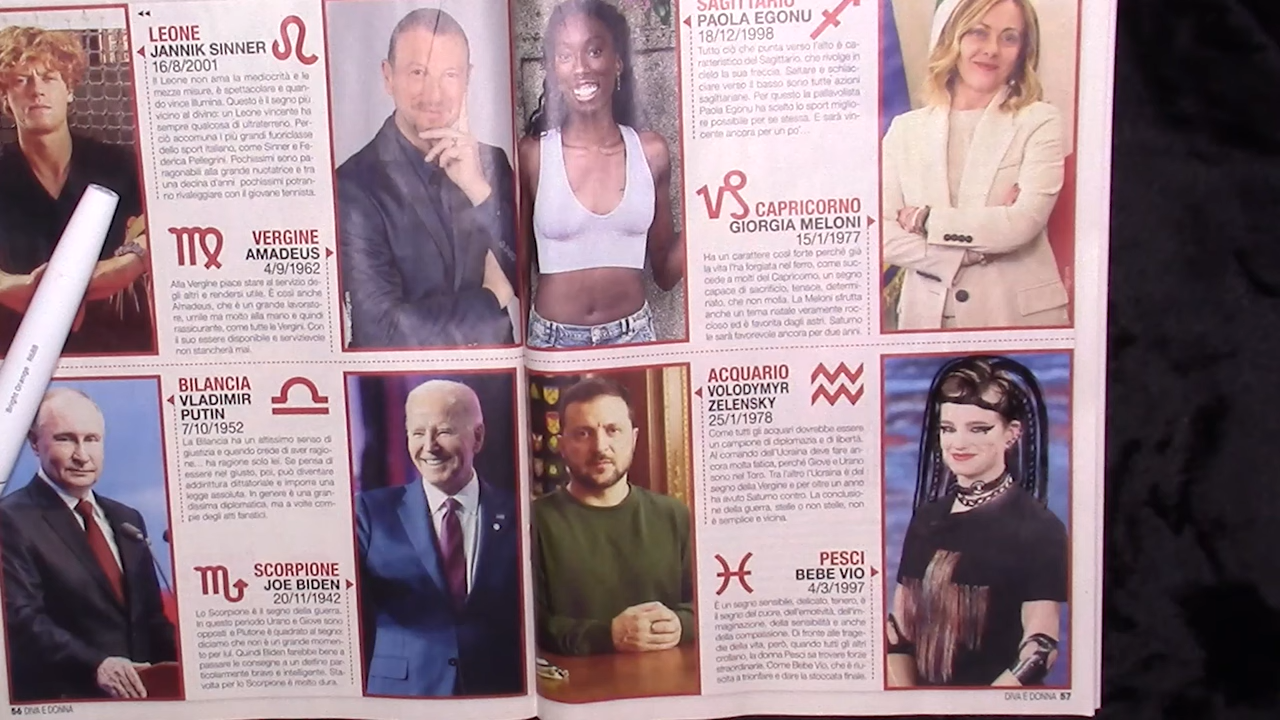 LEONE
JANNIK SINNER
16/8/2001
Il Leone non ama la mediocrità e le
mezze misure, è spettacolare e quan-
do vince illumina. Questo è il segno più
vicino al divino: un Leone vincente ha
sempre qualcosa di ultraterreno. Per-
ciò accomuna i più grandi fuoriclasse
dello sport italiano, come Sinner e Fe-
derica Pellegrini. Pochissimi sono pa-
ragonabili alla grande nuotatrice e tra
una decina d'anni pochissimi potran-
no rivaleggiare con il giovane tennista.
VERGINE
AMADEUS
4/9/1962
Alla Vergine piace stare al servizio de-
gli altri e rendersi utile. È così anche
Amadeus, che è un grande lavorato-
re, umile ma molto alla mano e quindi
rassicurante, come tutte le Vergini. Con
il suo essere disponibile e servizievole
non stancherà mai.
BILANCIA
VLADIMIR
PUTIN
7/10/1952
La Bilancia ha un altissimo senso di
giustizia e quando crede di aver ragio-
ne... ha ragione solo lei. Se pensa di
essere nel giusto, poi, può diventare
addirittura dittatoriale e imporre una
legge assoluta. In genere è una gran-
dissima diplomatica, ma a volte com-
pie degli atti fanatici.
SCORPIONE
JOE BIDEN
20/11/1942
Lo Scorpione è il segno della guerra.
In questo periodo Urano e Giove sono
opposti e Plutone è quadrato al segno:
diciamo che non è un grande momen-
to per lui. Quindi Biden farebbe bene a
passare le consegne a un delfino par-
ticolarmente bravo e intelligente. Sta-
volta per lo Scorpione è molto dura.
56 DIVA E DONNA
SAGITTARIO
PAOLA EGONU
18/12/1998
Tutto ciò che punta verso l'alto è ca-
ratteristico del Sagittario, che rivolge in
cielo la sua freccia. Saltare e schiac-
ciare verso il basso sono tutte azioni
sagittariane. Per questo la pallavolista
Paola Egonu ha scelto lo sport miglio-
re possibile per se stessa. E sarà vin-
cente ancora per un po'...
CAPRICORNO
GIORGIA MELONI
15/1/1977
Ha un carattere così forte perché già
la vita l'ha forgiata nel ferro, come suc-
cede a molti del Capricorno, un segno
capace di sacrificio, tenace, determi-
nato, che non molla. La Meloni sfrutta
anche un tema natale veramente roc-
cioso ed è favorita dagli astri. Saturno
le sarà favorevole ancora per due anni.
ACQUARIO
VOLODYMYR
ZELENSKY
25/1/1978
Come tutti gli acquari dovrebbe essere
un campione di diplomazia e di libertà.
Al comando dell'Ucraina deve fare an-
cora molta fatica, perché Giove e Urano
sono nel Toro. Tra l'altro l'Ucraina è del
segno della Vergine e per oltre un anno
ha avuto Saturno contro. La conclusio-
ne della guerra, stelle o non stelle, non
è semplice e vicina.
PESCI
BEBE VIO
4/3/1997
È un segno sensibile, delicato, tenero, è
il segno del cuore, dell'emotività, dell'im-
maginazione, della sensibilità e anche
della compassione. Di fronte alle trage-
die della vita, però, quando tutti gli altri
crollano, la donna Pesci sa trovare forze
straordinarie. Come Bebe Vio, che è riu-
scita a trionfare e dare la stoccata finale.
DIVA E DONNA 57
Bright Orange